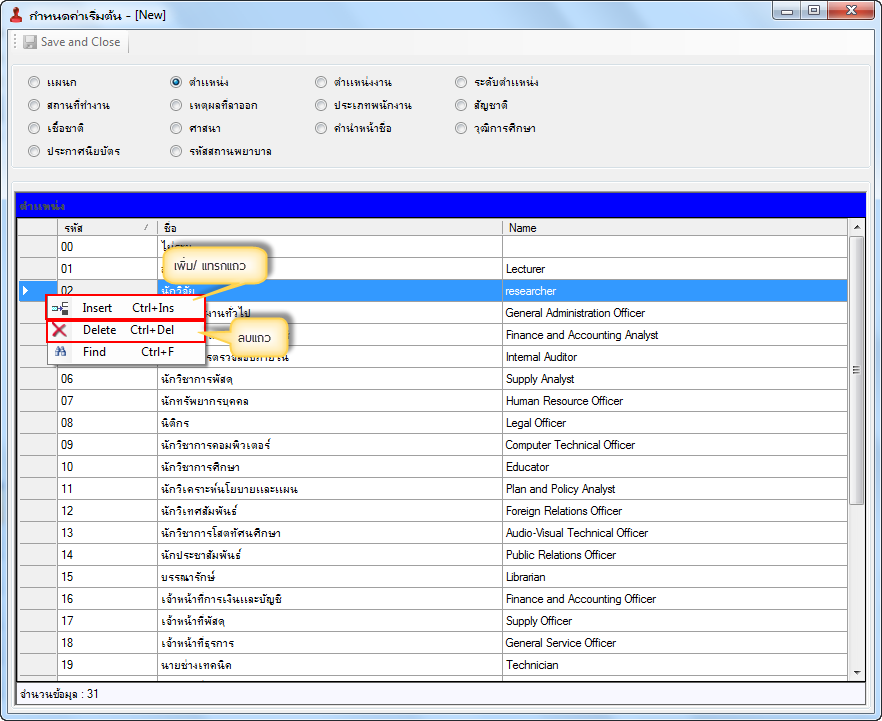 กำหนดค่าเริ่มต้น - [New]
Save and Close
แผนก ตำแหน่ง ตำแหน่งงาน ระดับตำแหน่ง
สถานที่ทำงาน เหตุผลที่ลาออก ประเภทพนักงาน สัญชาติ
เชื้อชาติ ศาสนา คำนำหน้าชื่อ วุฒิการศึกษา
ประกาศนียบัตร รหัสสถานพยาบาล
ตำแหน่ง
รหัส ชื่อ Name
00
01 Lecturer
เพิ่ม/ แทรกแถว
02 นักวิจัย researcher
Insert Ctrl+Ins งานทั่วไป General Administration Officer
Delete Ctrl+Del Finance and Accounting Analyst
ลบแถว
Find Ctrl+F Internal Auditor
06 นักวิชาการพัสดุ Supply Analyst
07 นักทรัพยากรบุคคล Human Resource Officer
08 นิติกร Legal Officer
09 นักวิชาการคอมพิวเตอร์ Computer Technical Officer
10 นักวิชาการศึกษา Educator
11 นักวิเคราะห์นโยบายและแผน Plan and Policy Analyst
12 นักวิเทศสัมพันธ์ Foreign Relations Officer
13 นักวิชาการโสตทัศนศึกษา Audio-Visual Technical Officer
14 นักประชาสัมพันธ์ Public Relations Officer
15 บรรณารักษ์ Librarian
16 เจ้าหน้าที่การเงินและบัญชี Finance and Accounting Officer
17 เจ้าหน้าที่พัสดุ Supply Officer
18 เจ้าหน้าที่ธุรการ General Service Officer
19 นายช่างเทคนิค Technician
จำนวนข้อมูล : 31